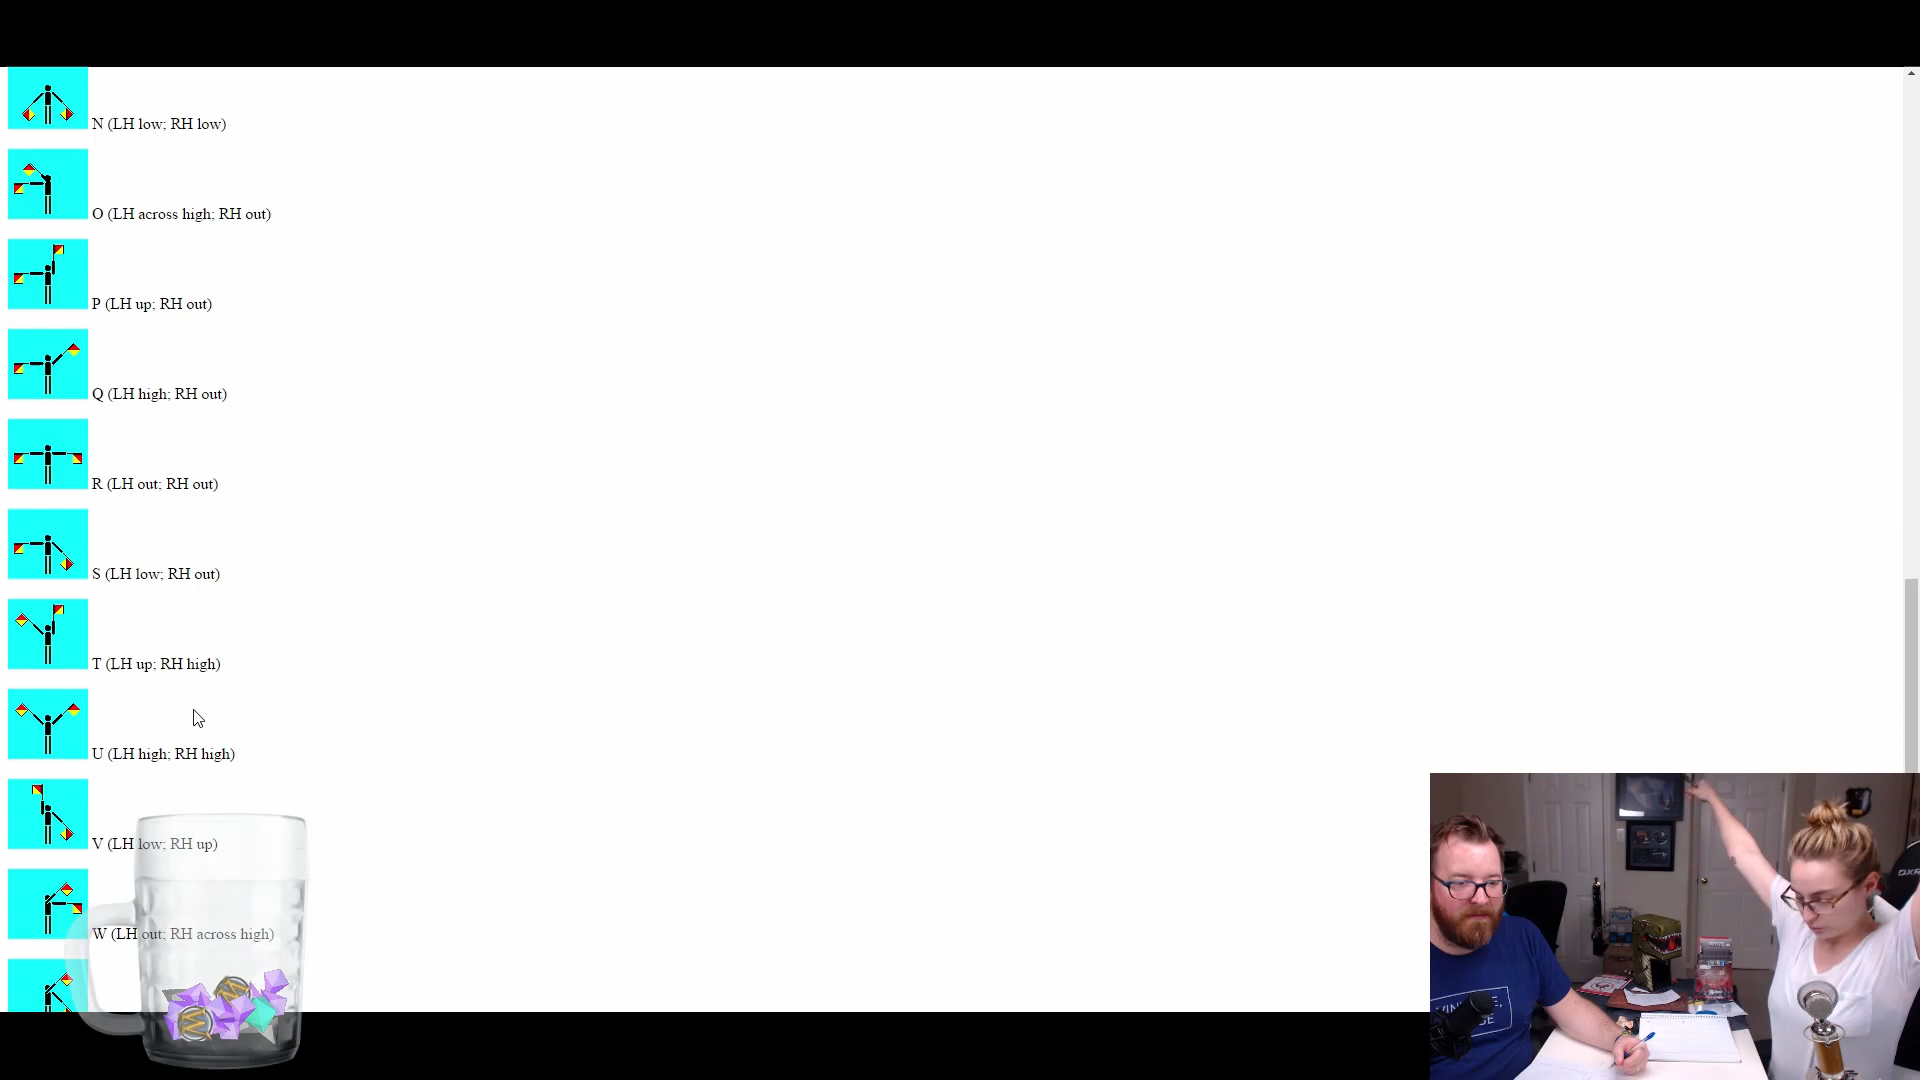 N (LH low; RH low)
O (LH across high; RH out)
P (LH up; RH out)
Q (LH high; RH out)
R (LH out; RH out)
S (LH low; RH out)
T (LH up; RH high)
U (LH high; RH high)
V (LH low; RH up)
W (LH out; RH across high)